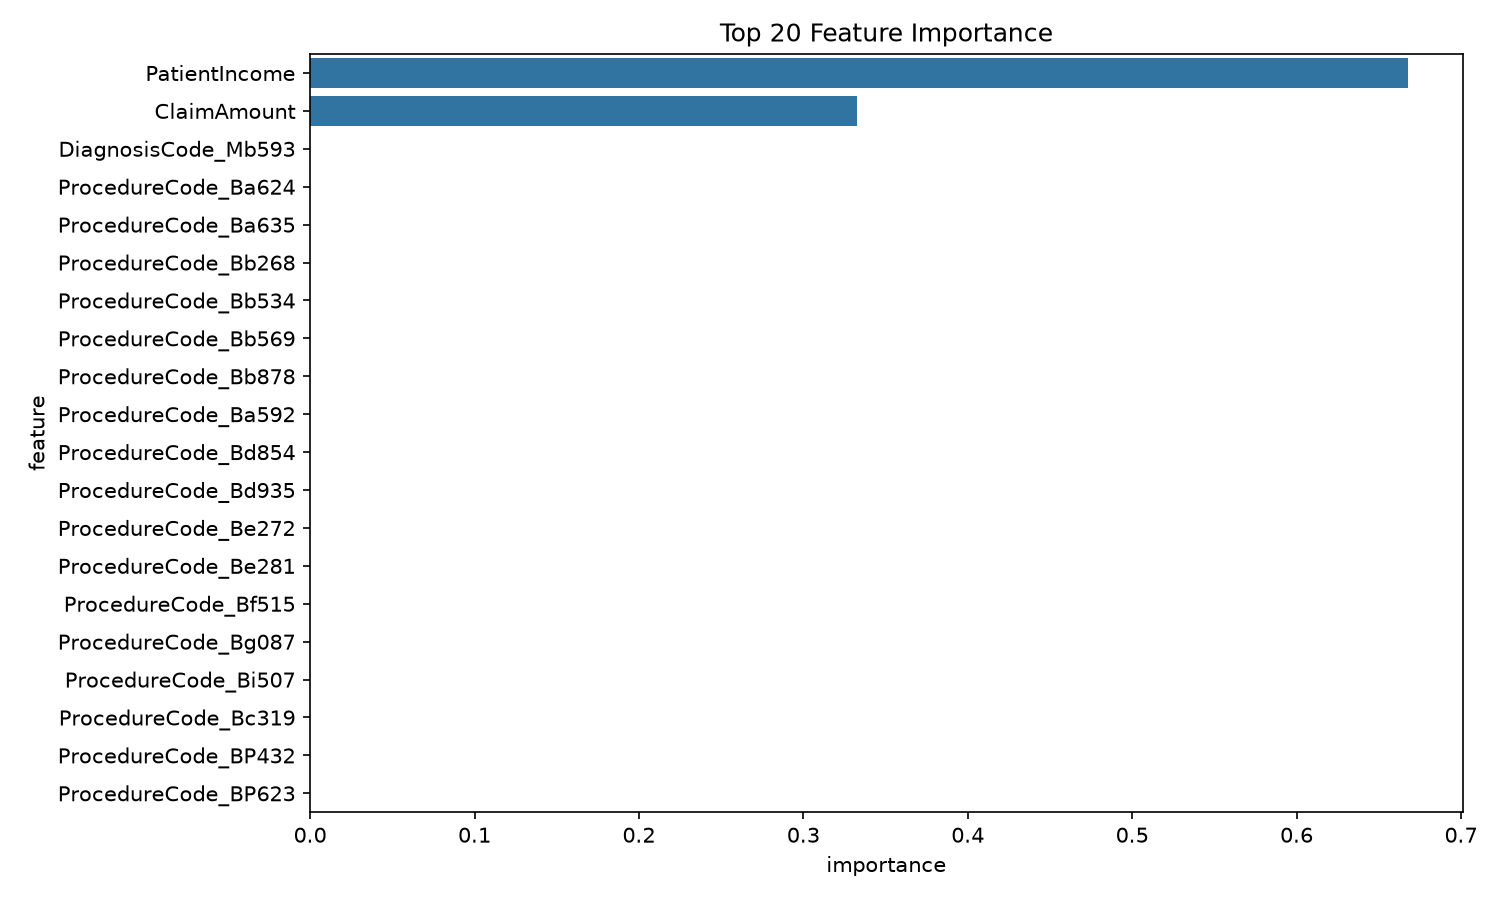 Top 20 Feature Importance
PatientIncome
ClaimAmount
DiagnosisCode_Mb593
ProcedureCode_Ba624
ProcedureCode_Ba635
ProcedureCode_Bb268
ProcedureCode_Bb534
ProcedureCode_Bb569
ProcedureCode_Bb878
ProcedureCode_Ba592
ProcedureCode_Bd854
ProcedureCode_Bd935
ProcedureCode_Be272
ProcedureCode_Be281
ProcedureCode_Bf515
ProcedureCode_Bg087
ProcedureCode_Bi507
ProcedureCode_Bc319
ProcedureCode_BP432
ProcedureCode_BP623
feature
0.0 0.1 0.2 0.3 0.4 0.5 0.6 0.7
importance